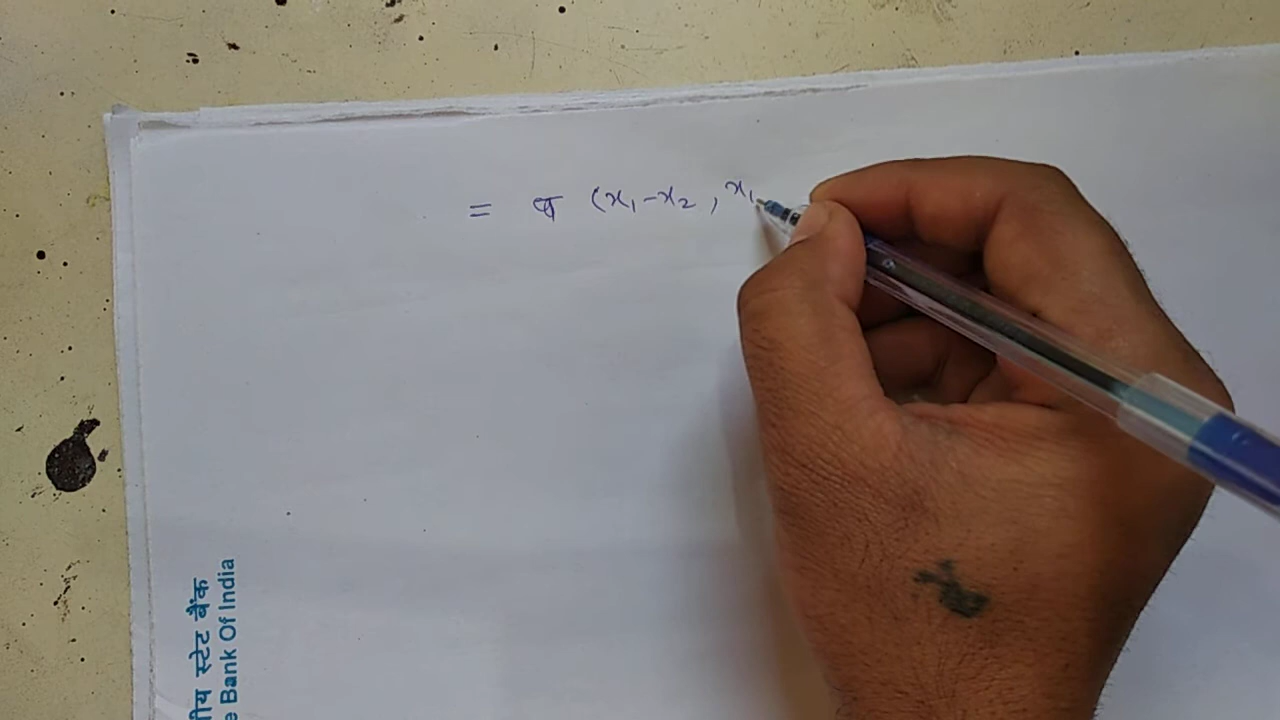 = (x₁-x₂, x₁
ीय स्टेट बैंक
e Bank Of India